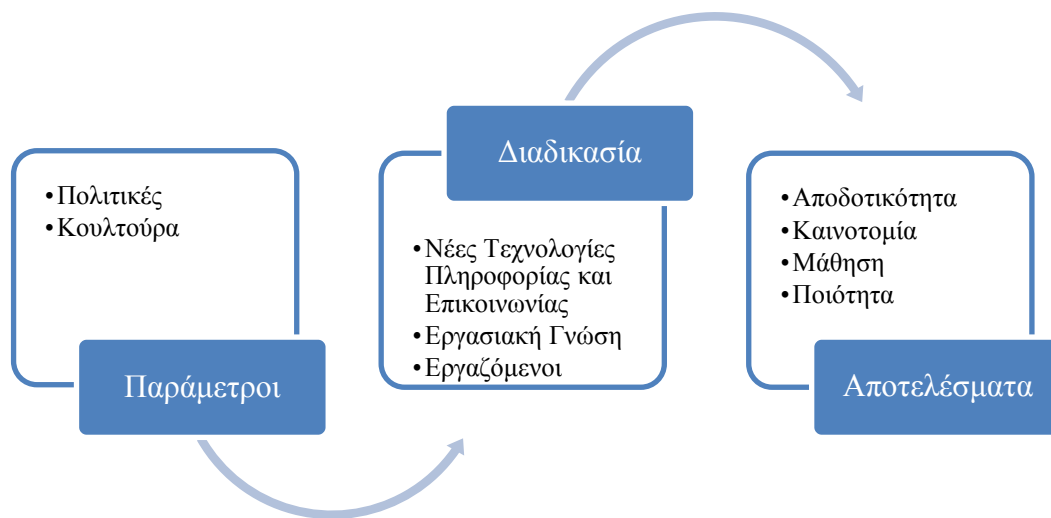 •Πολιτικές
•Κουλτούρα
Παράμετροι
Διαδικασία
•Νέες Τεχνολογίες
Πληροφορίας και
Επικοινωνίας
•Εργασιακή Γνώση
•Εργαζόμενοι
•Αποδοτικότητα
•Καινοτομία
•Μάθηση
•Ποιότητα
Αποτελέσματα